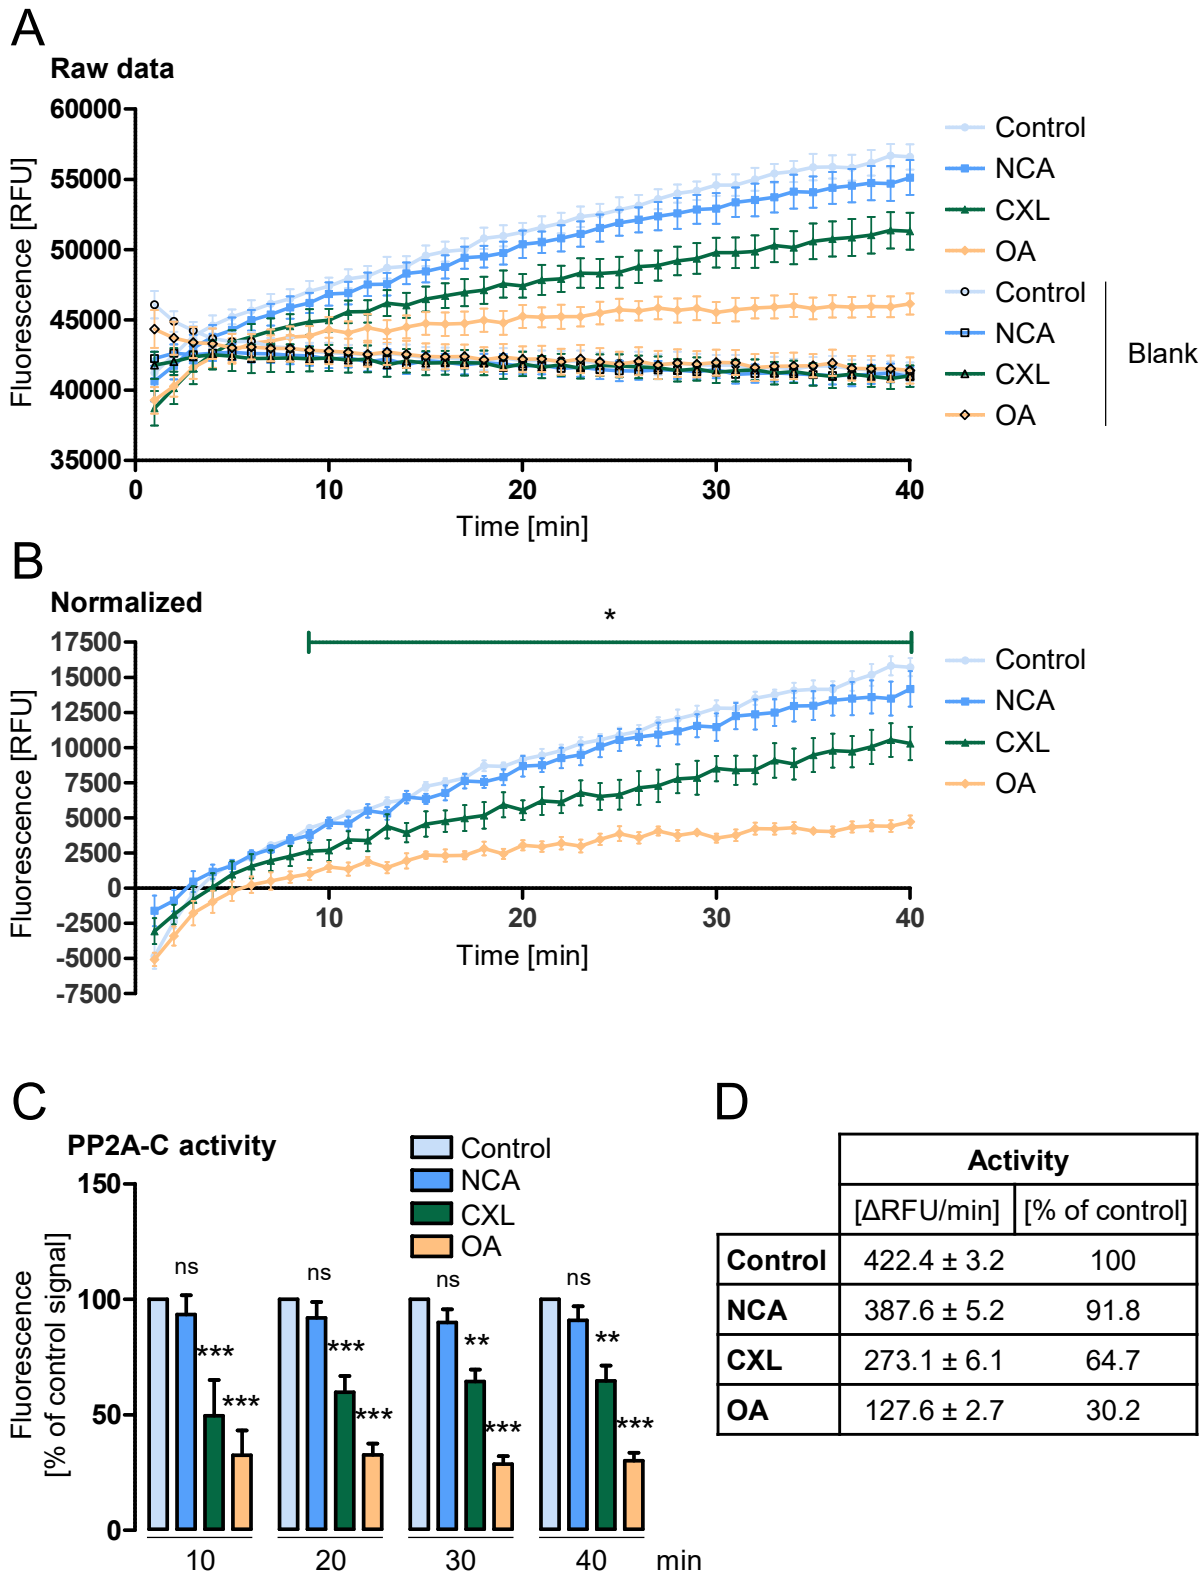 A
Raw data
60000
55000
50000
45000
40000
35000
Fluorescence [RFU]
0
10
20
30
40
Time [min]
Control
NCA
CXL
OA
Control
NCA
CXL
OA
Blank
B
Normalized
*
17500
15000
12500
10000
7500
5000
2500
0
-2500
-5000
-7500
Fluorescence [RFU]
10
20
30
40
Time [min]
Control
NCA
CXL
OA
C
PP2A-C activity
Control
NCA
CXL
OA
150
100
50
0
Fluorescence
[% of control signal]
ns
***
***
ns
***
***
ns
**
***
ns
**
***
10
20
30
40
min
D
Activity
[ΔRFU/min] [% of control]
Control 422.4 ± 3.2 100
NCA 387.6 ± 5.2 91.8
CXL 273.1 ± 6.1 64.7
OA 127.6 ± 2.7 30.2